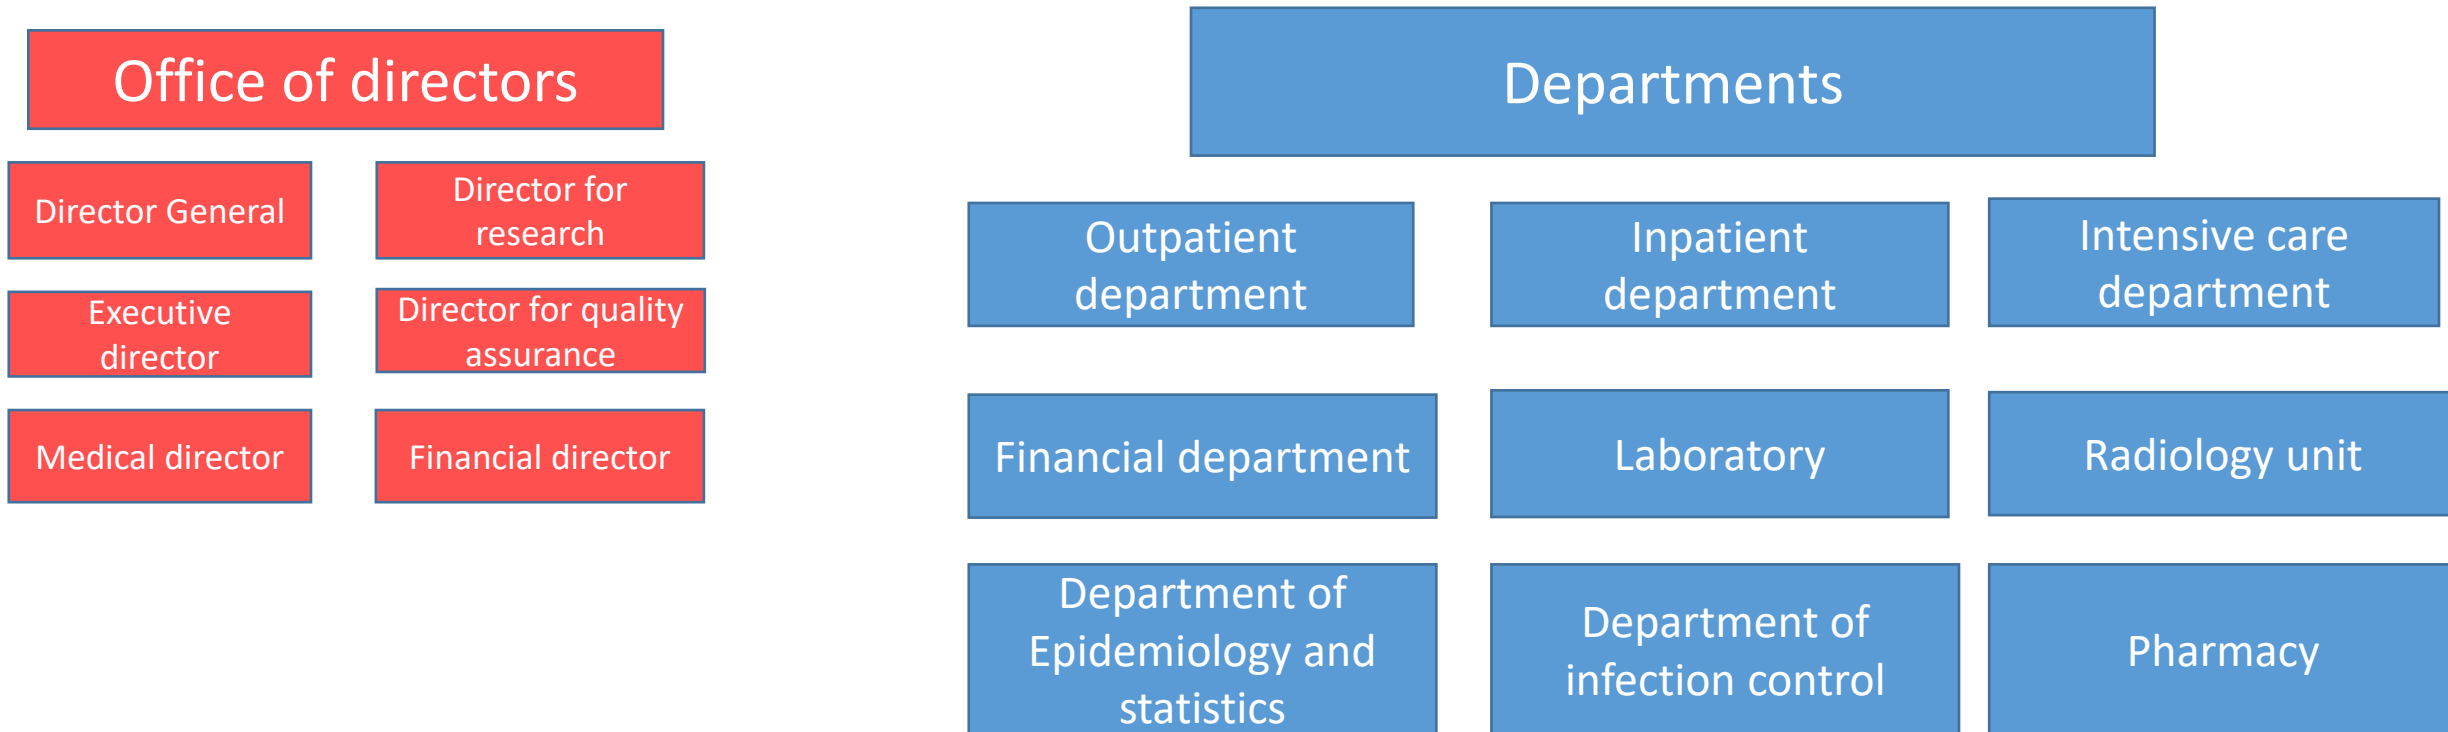 Office of directors
Director General
Director for
research
Executive
director
Director for quality
assurance
Medical director
Financial director
Departments
Outpatient
department
Inpatient
department
Intensive care
department
Financial department
Laboratory
Radiology unit
Department of
Epidemiology and
statistics
Department of
infection control
Pharmacy